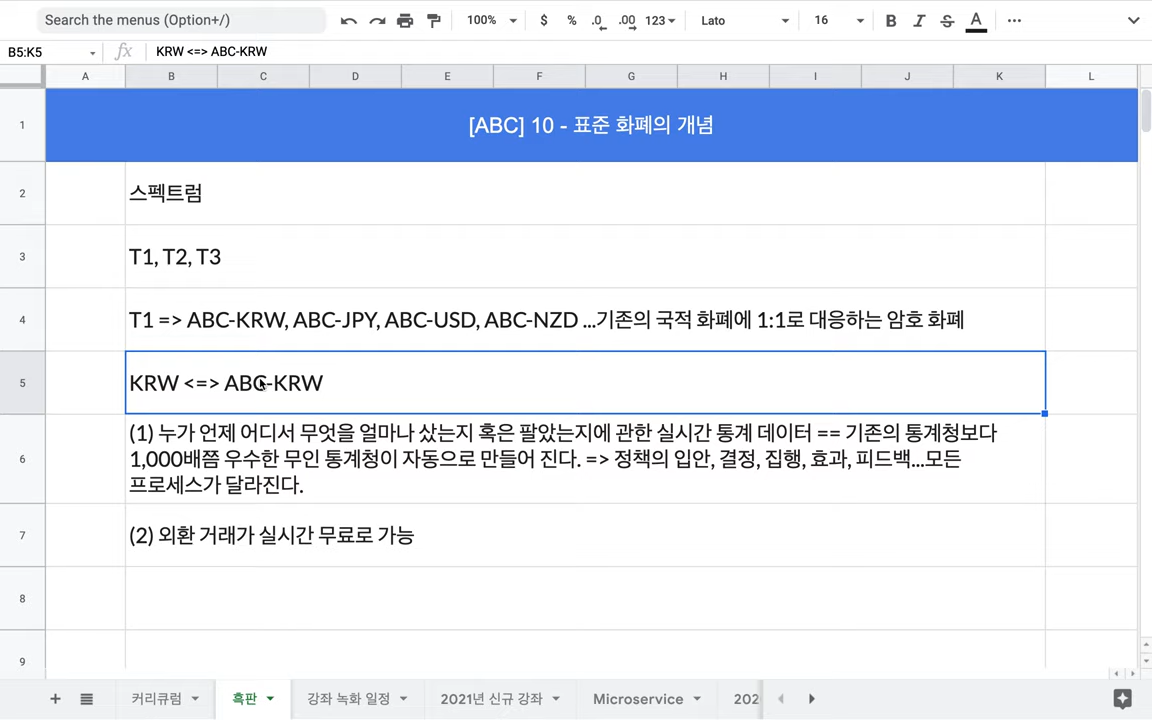 Search the menus (Option+/)
100%
$ % .0 .00 123
Lato
16
B I S A
B5:K5
fx
KRW <=> ABC-KRW
A B C D E F G H I J K L
1
[ABC] 10 - 표준 화폐의 개념
2
스펙트럼
3
T1, T2, T3
4
T1 => ABC-KRW, ABC-JPY, ABC-USD, ABC-NZD ...기존의 국적 화폐에 1:1로 대응하는 암호 화폐
5
KRW <=> ABC-KRW
6
(1) 누가 언제 어디서 무엇을 얼마나 샀는지 혹은 팔았는지에 관한 실시간 통계 데이터 == 기존의 통계청보다
1,000배쯤 우수한 무인 통계청이 자동으로 만들어 진다. => 정책의 입안, 결정, 집행, 효과, 피드백...모든
프로세스가 달라진다.
7
(2) 외환 거래가 실시간 무료로 가능
8
9
커리큐럼
흑판
강좌 녹화 일정
2021년 신규 강좌
Microservice
202